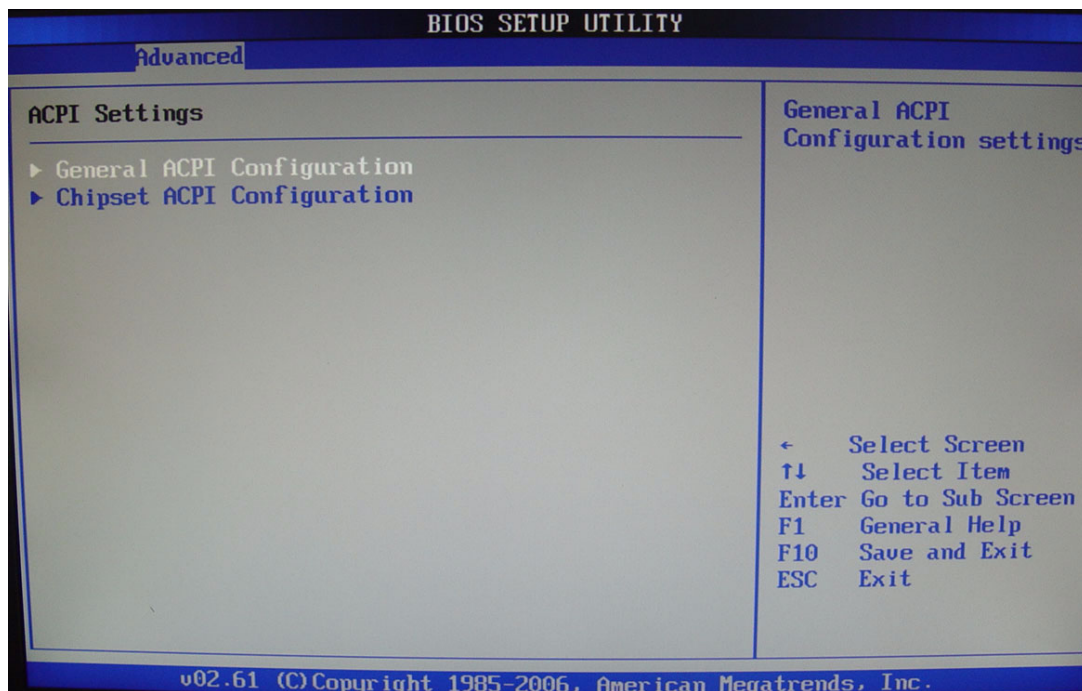 BIOS SETUP UTILITY
Advanced
ACPI Settings
General ACPI Configuration
Chipset ACPI Configuration
General ACPI
Configuration settings
← Select Screen
↑↓ Select Item
Enter Go to Sub Screen
F1 General Help
F10 Save and Exit
ESC Exit
v02.61 (C)Copyright 1985-2006, American Megatrends, Inc.